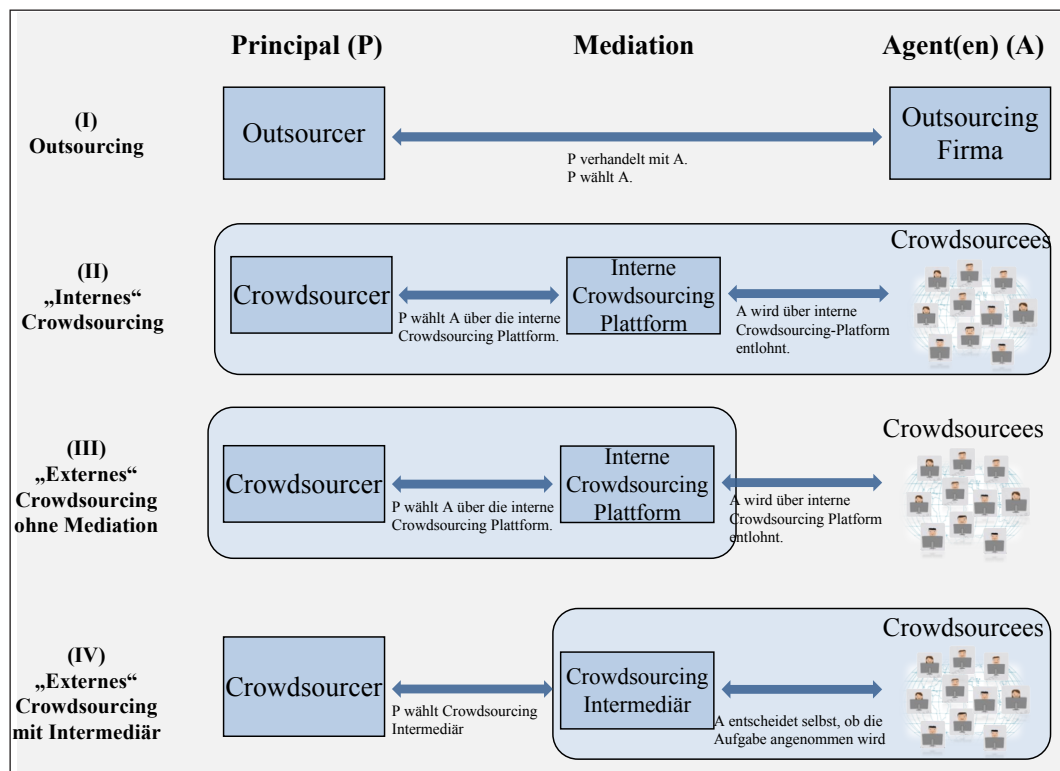 Principal (P)
Mediation
Agent(en) (A)
(I)
Outsourcing
Outsourcer
P verhandelt mit A.
P wählt A.
Outsourcing
Firma
(II)
„Internes“
Crowdsourcing
Crowdsourcer
P wählt A über die interne
Crowdsourcing Plattform.
Interne
Crowdsourcing
Plattform
A wird über interne
Crowdsourcing-Platform
entlohnt.
Crowdsourcees
(III)
„Externes“
Crowdsourcing
ohne Mediation
Crowdsourcer
P wählt A über die interne
Crowdsourcing Plattform.
Interne
Crowdsourcing
Plattform
A wird über interne
Crowdsourcing Platform
entlohnt.
Crowdsourcees
(IV)
„Externes“
Crowdsourcing
mit Intermediär
Crowdsourcer
P wählt Crowdsourcing
Intermediär
Crowdsourcing
Intermediär
A entscheidet selbst, ob die
Aufgabe angenommen wird
Crowdsourcees